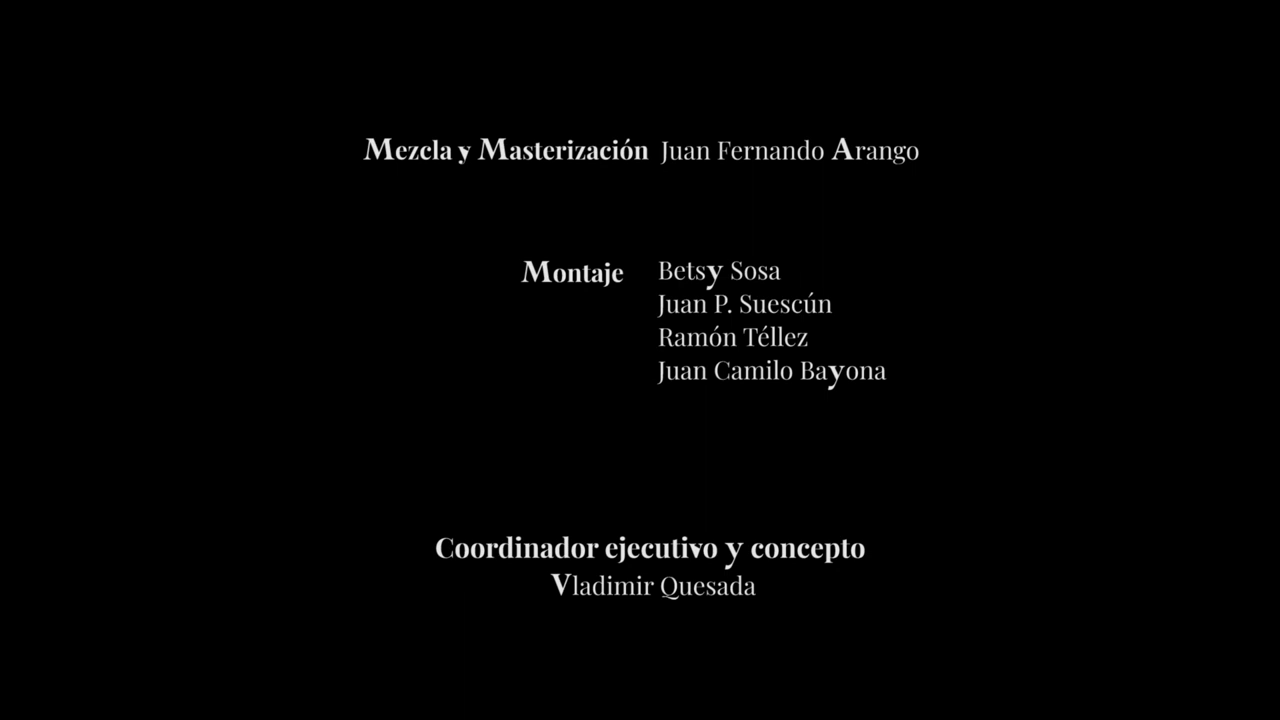 Mezcla y Masterización Juan Fernando Arango
Montaje Betsy Sosa
Juan P. Suescún
Ramón Téllez
Juan Camilo Bayona
Coordinador ejecutivo y concepto
Vladimir Quesada